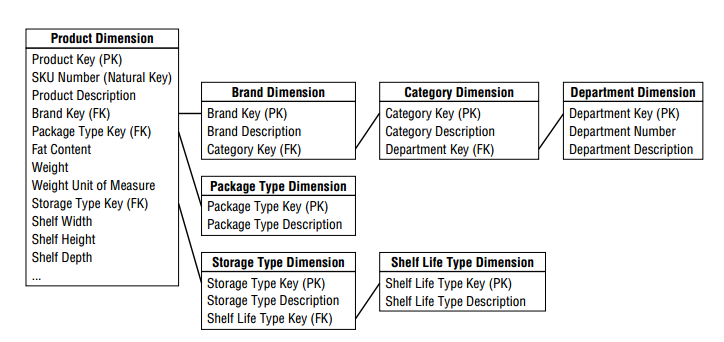 Product Dimension
Product Key (PK)
SKU Number (Natural Key)
Product Description
Brand Key (FK)
Package Type Key (FK)
Fat Content
Weight
Weight Unit of Measure
Storage Type Key (FK)
Shelf Width
Shelf Height
Shelf Depth
...
Brand Dimension
Brand Key (PK)
Brand Description
Category Key (FK)
Category Dimension
Category Key (PK)
Category Description
Department Key (FK)
Department Dimension
Department Key (PK)
Department Number
Department Description
Package Type Dimension
Package Type Key (PK)
Package Type Description
Storage Type Dimension
Storage Type Key (PK)
Storage Type Description
Shelf Life Type Key (FK)
Shelf Life Type Dimension
Shelf Life Type Key (PK)
Shelf Life Type Description